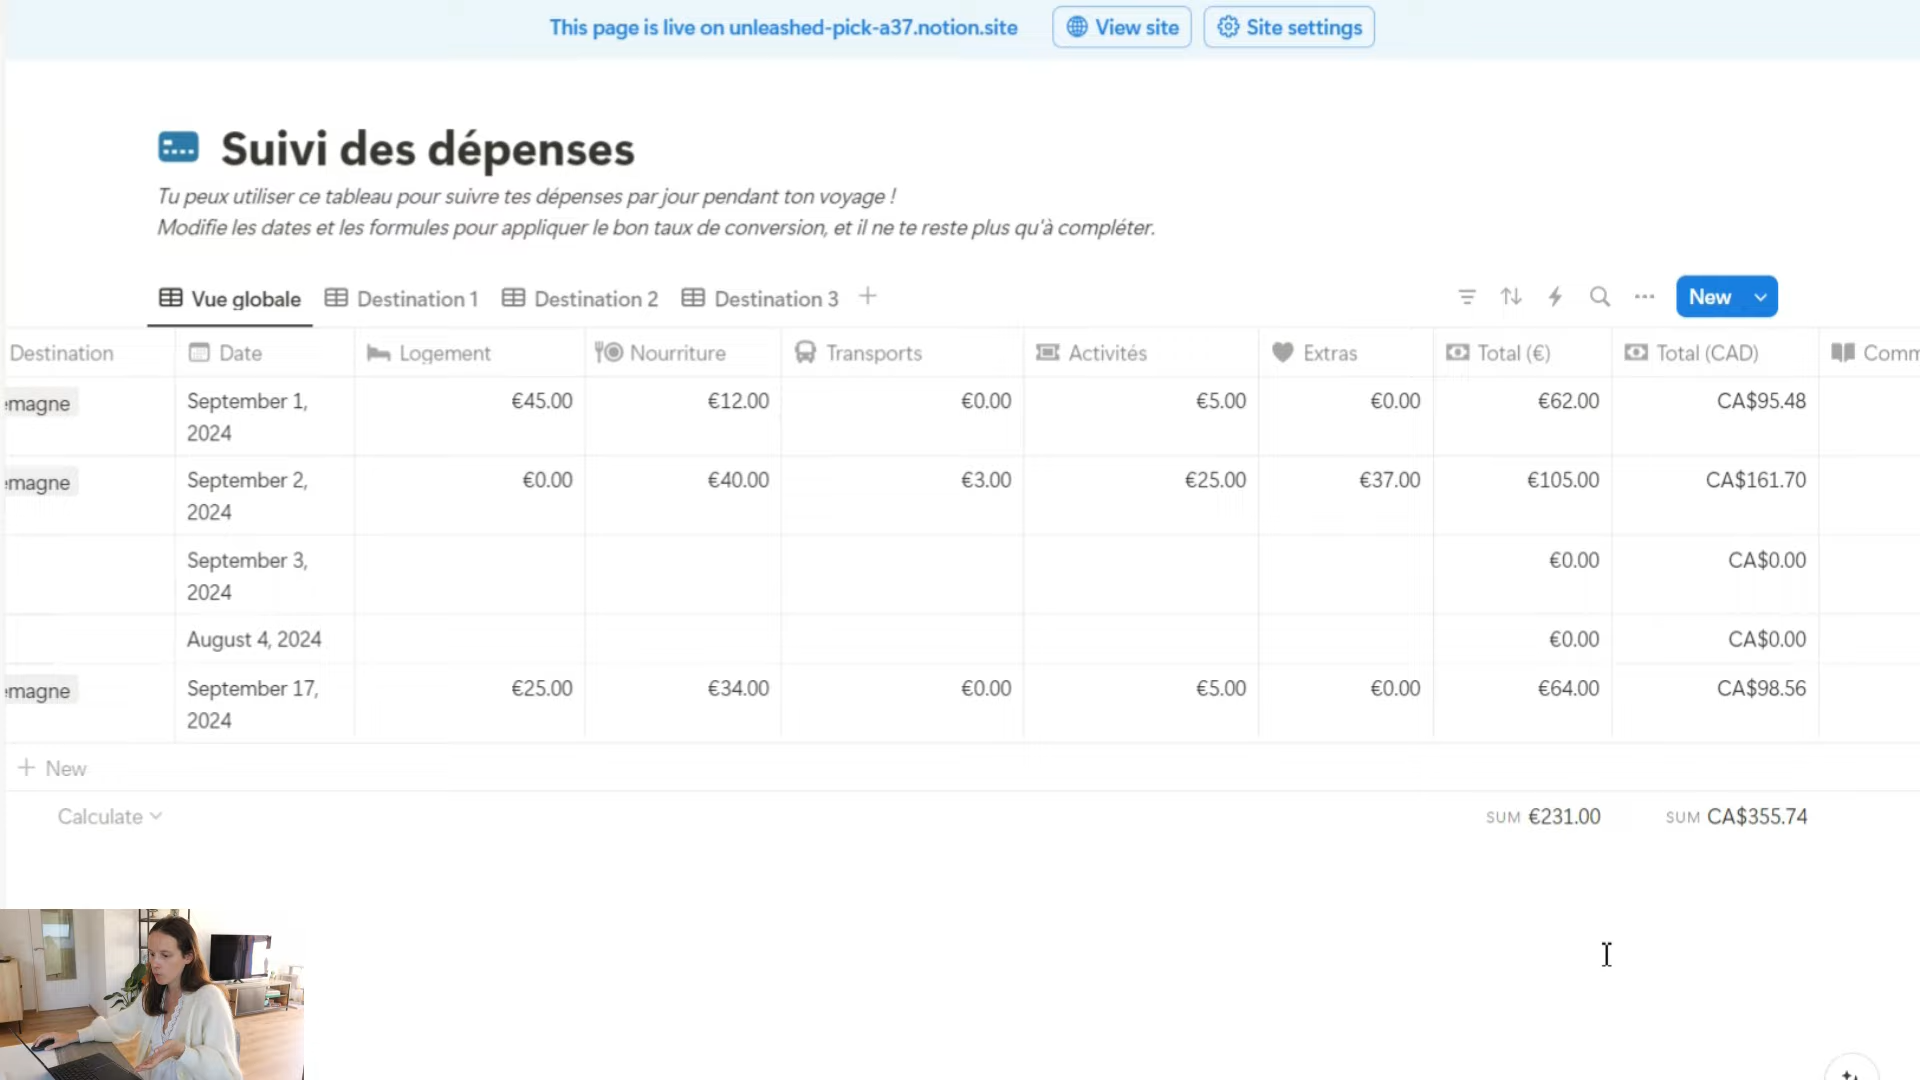 This page is live on unleashed-pick-a37.notion.site View site Site settings
Suivi des dépenses
Tu peux utiliser ce tableau pour suivre tes dépenses par jour pendant ton voyage !
Modifie les dates et les formules pour appliquer le bon taux de conversion, et il ne te reste plus qu'à compléter.
Vue globale Destination 1 Destination 2 Destination 3 New
Destination Date Logement Nourriture Transports Activités Extras Total (€) Total (CAD) Comm
emagne September 1, €45.00 €12.00 €0.00 €5.00 €0.00 €62.00 CA$95.48
2024
emagne September 2, €0.00 €40.00 €3.00 €25.00 €37.00 €105.00 CA$161.70
2024
September 3, €0.00 CA$0.00
2024
August 4, 2024 €0.00 CA$0.00
emagne September 17, €25.00 €34.00 €0.00 €5.00 €0.00 €64.00 CA$98.56
2024
New
Calculate SUM €231.00 SUM CA$355.74